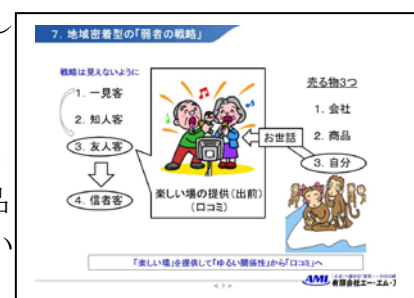 7. 地域密着型の「弱者の戦略」
戦略は見えないように
1. 一見客
2. 知人客
3. 友人客
4. 信者客
楽しい場の提供(出前)
(口コミ)
お世話
売る物3つ
1. 会社
2. 商品
3. 自分
「楽しい場」を提供して「ゆるい関係性」から「口コミ」へ
< 7 >
AMI
有限会社エー・エム・アイ
し
品
い